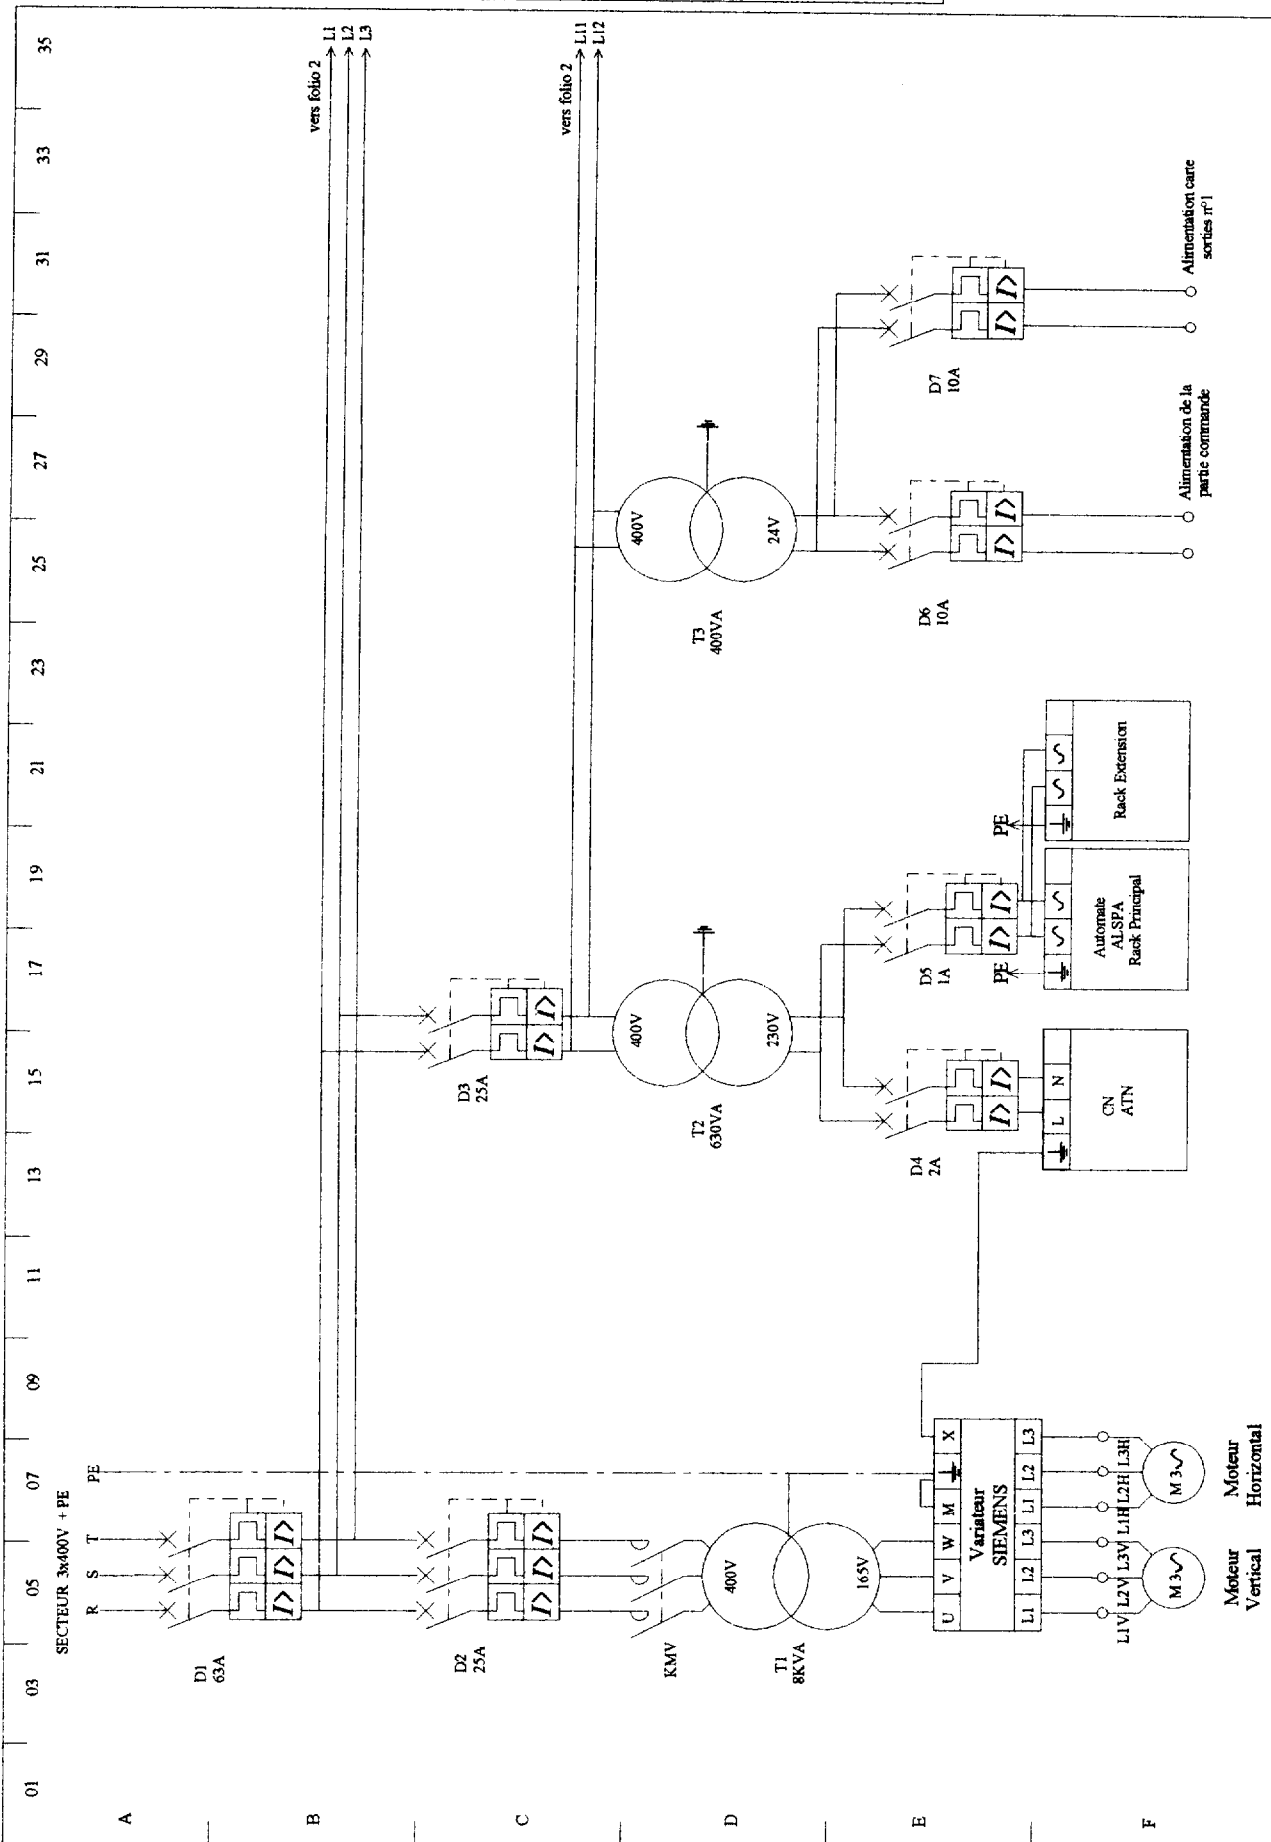 01 03 05 07 09 11 13 15 17 19 21 23 25 27 29 31 33 35
A
B
C
D
E
F
SECTEUR 3x400V + PE
R S T PE
D1
63A
vers folio 2
L1
L2
L3
D2
25A
D3
25A
vers folio 2
L11
L12
KMV
T1
8KVA
400V
165V
T2
630VA
400V
230V
T3
400VA
400V
24V
D4
2A
D5
1A
D6
10A
D7
10A
U V W M X
Variateur
SIEMENS
L1 L2 L3 L1 L2 L3
L1V L2V L3V L1H L2H L3H
M 3
M 3
Moteur
Vertical
Moteur
Horizontal
L N
CN
ATN
PE
PE
Automate
ALSPA
Rack Principal
Rack Extension
Alimentation de la
partie commande
Alimentation carte
sorties n°1